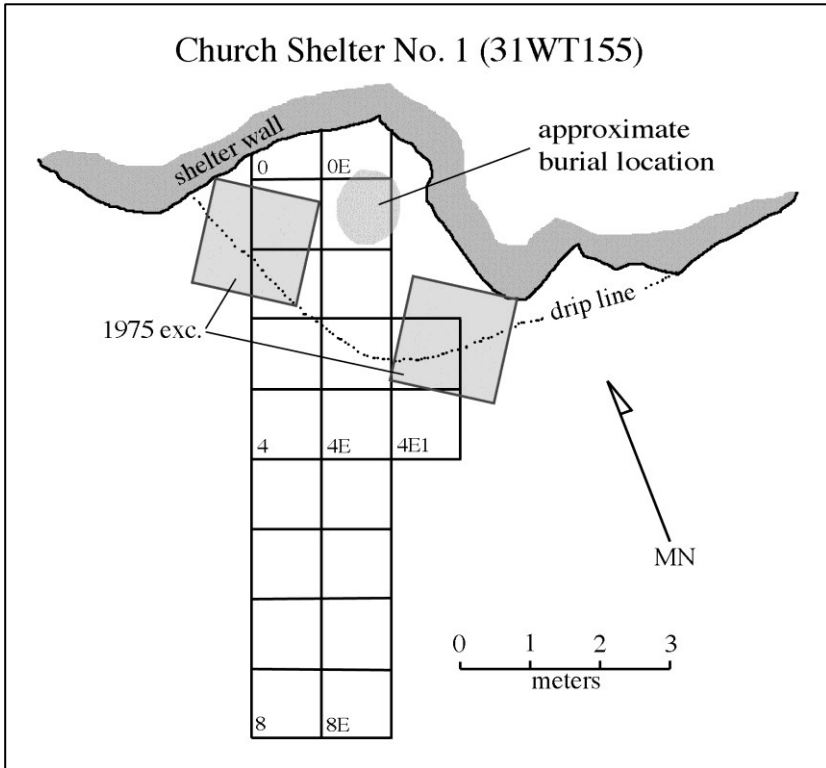 Church Shelter No. 1 (31WT155)
shelter wall
approximate
burial location
0
0E
drip line
1975 exc.
4
4E
4E1
MN
0 1 2 3
meters
8
8E